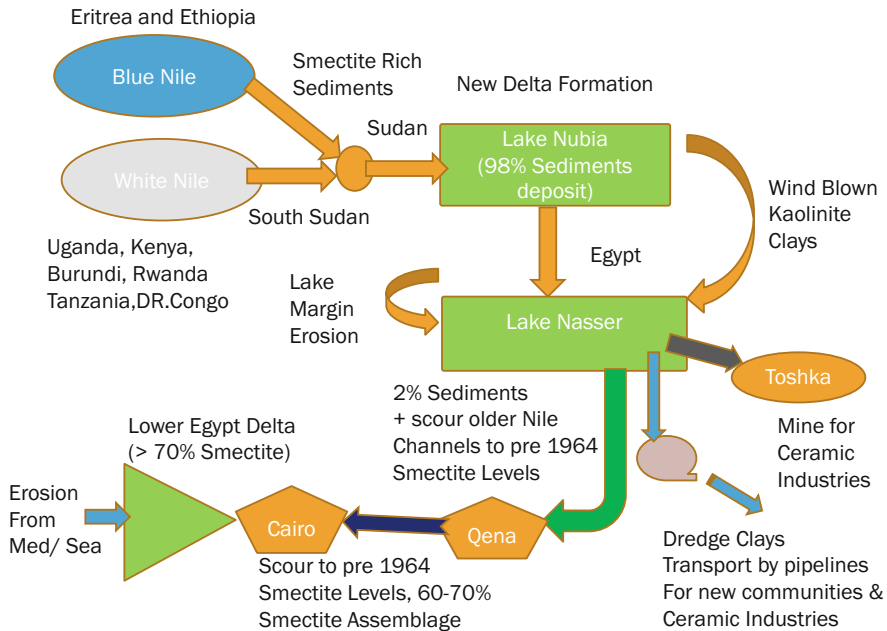 Eritrea and Ethiopia
Blue Nile
Smectite Rich
Sediments
New Delta Formation
Sudan
Lake Nubia
(98% Sediments
deposit)
White Nile
South Sudan
Wind Blown
Kaolinite
Clays
Uganda, Kenya,
Burundi, Rwanda
Tanzania,DR.Congo
Egypt
Lake
Margin
Erosion
Lake Nasser
Toshka
2% Sediments
+ scour older Nile
Channels to pre 1964
Smectite Levels
Mine for
Ceramic
Industries
Lower Egypt Delta
(> 70% Smectite)
Erosion
From
Med/ Sea
Cairo
Qena
Scour to pre 1964
Smectite Levels, 60-70%
Smectite Assemblage
Dredge Clays
Transport by pipelines
For new communities &
Ceramic Industries